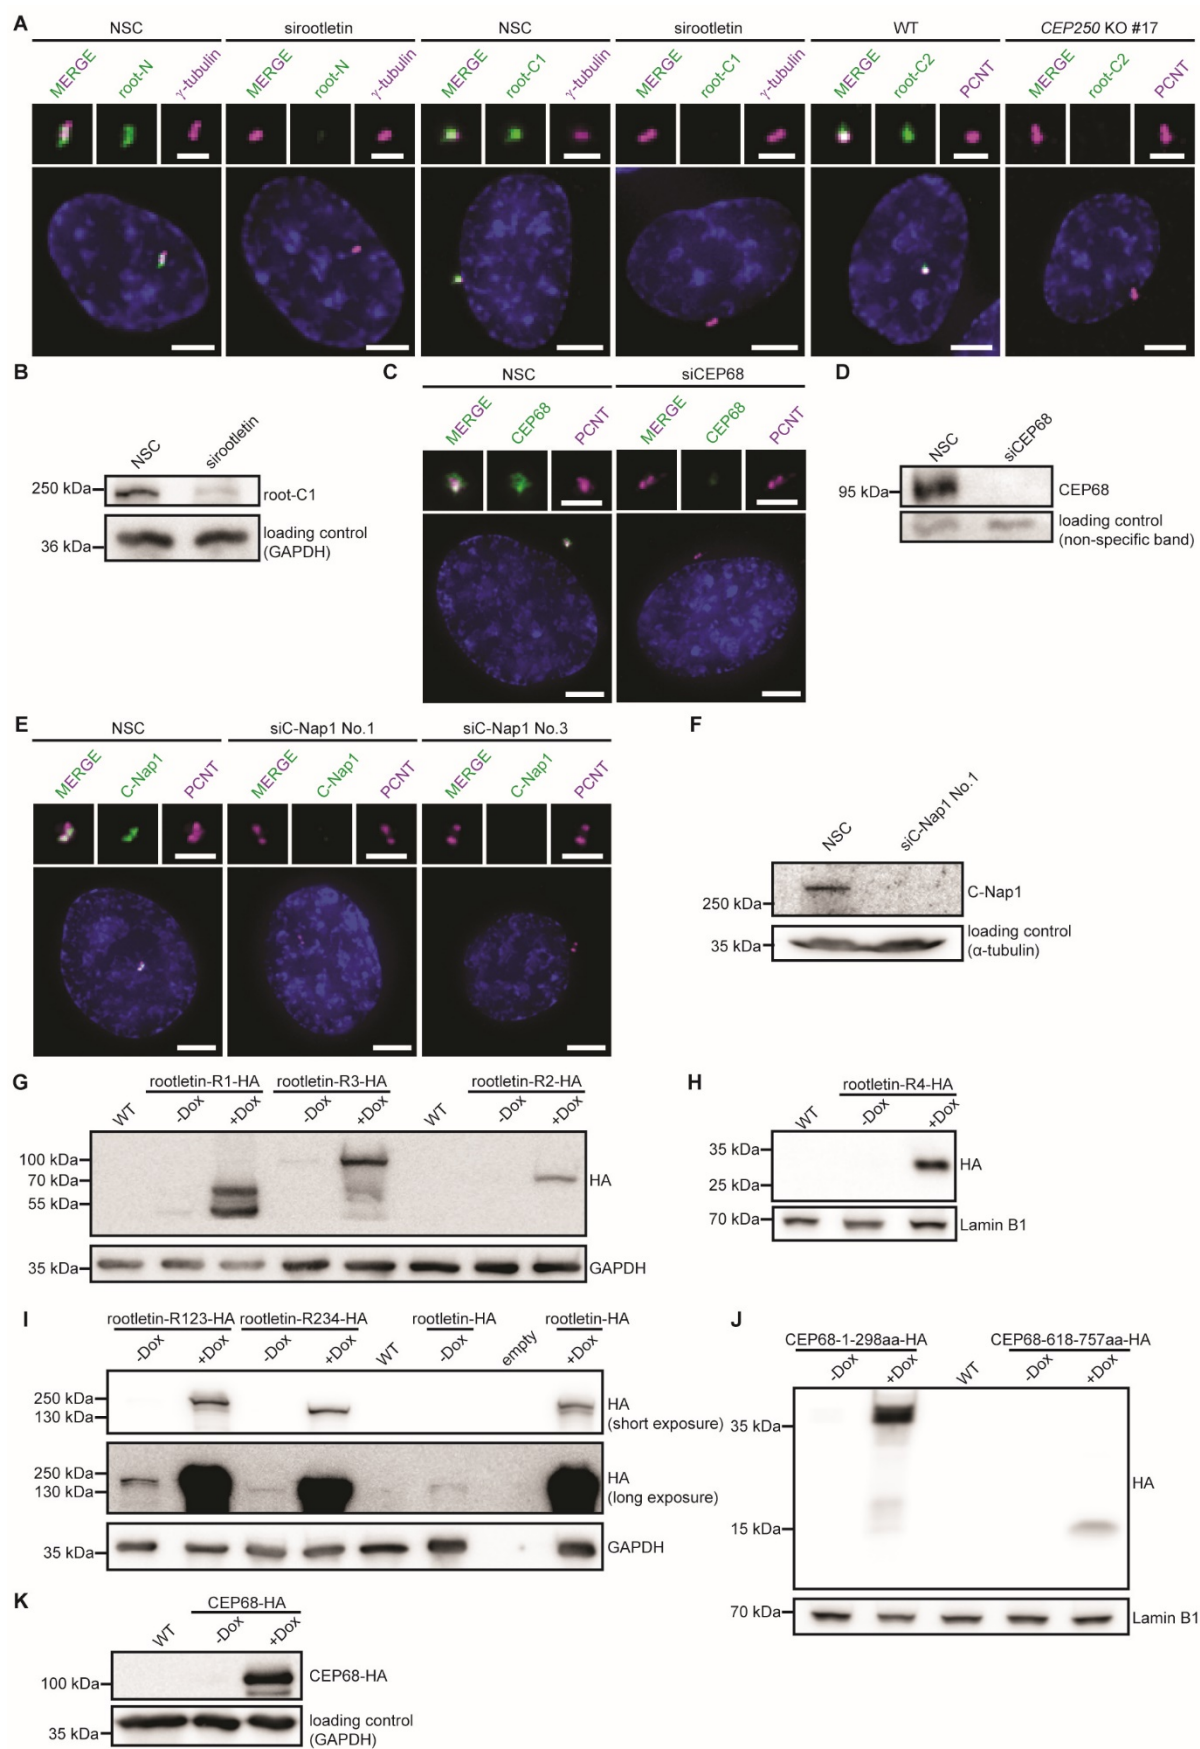 A
NSC sirootletin NSC sirootletin WT CEP250 KO #17
MERGE root-N γ-tubulin MERGE root-N γ-tubulin MERGE root-C1 γ-tubulin MERGE root-C1 γ-tubulin MERGE root-C2 PCNT MERGE root-C2 PCNT
B
NSC sirootletin
250 kDa root-C1
36 kDa loading control
(GAPDH)
C
NSC siCEP68
MERGE CEP68 PCNT MERGE CEP68 PCNT
D
NSC siCEP68
95 kDa CEP68
loading control
(non-specific band)
E
NSC siC-Nap1 No.1 siC-Nap1 No.3
MERGE C-Nap1 PCNT MERGE C-Nap1 PCNT MERGE C-Nap1 PCNT
F
NSC siC-Nap1 No.1
250 kDa C-Nap1
35 kDa loading control
(α-tubulin)
G
rootletin-R1-HA rootletin-R3-HA rootletin-R2-HA
WT -Dox +Dox -Dox +Dox WT -Dox +Dox
100 kDa
70 kDa HA
55 kDa
35 kDa GAPDH
H
rootletin-R4-HA
WT -Dox +Dox
35 kDa HA
25 kDa
70 kDa Lamin B1
I
rootletin-R123-HA rootletin-R234-HA rootletin-HA rootletin-HA
-Dox +Dox -Dox +Dox WT -Dox empty +Dox
250 kDa HA
130 kDa (short exposure)
250 kDa HA
130 kDa (long exposure)
35 kDa GAPDH
J
CEP68-1-298aa-HA CEP68-618-757aa-HA
-Dox +Dox WT -Dox +Dox
35 kDa
HA
15 kDa
70 kDa Lamin B1
K
CEP68-HA
WT -Dox +Dox
100 kDa CEP68-HA
35 kDa loading control
(GAPDH)